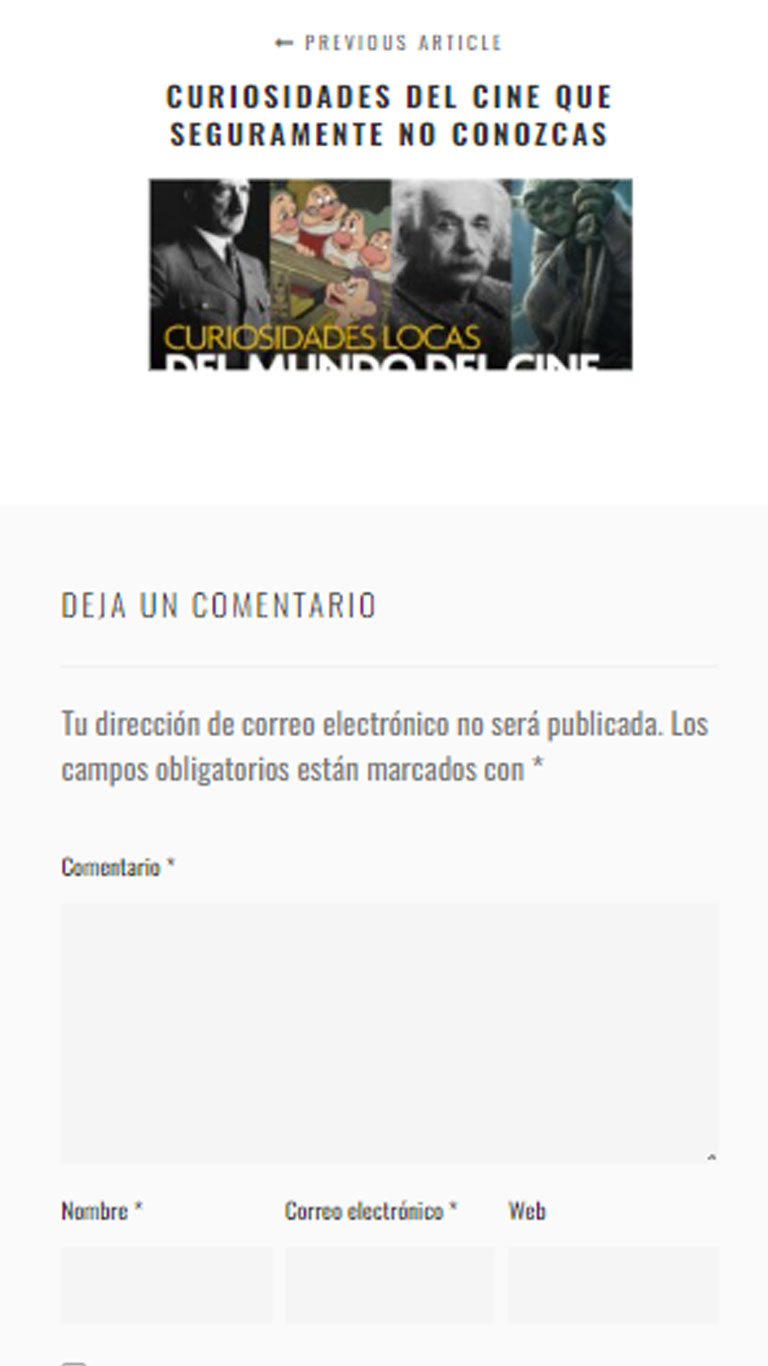 ← PREVIOUS ARTICLE
CURIOSIDADES DEL CINE QUE
SEGURAMENTE NO CONOZCAS
CURIOSIDADES LOCAS
DEL MUNDO DEL CINE
DEJA UN COMENTARIO
Tu dirección de correo electrónico no será publicada. Los
campos obligatorios están marcados con *
Comentario *
Nombre * Correo electrónico * Web